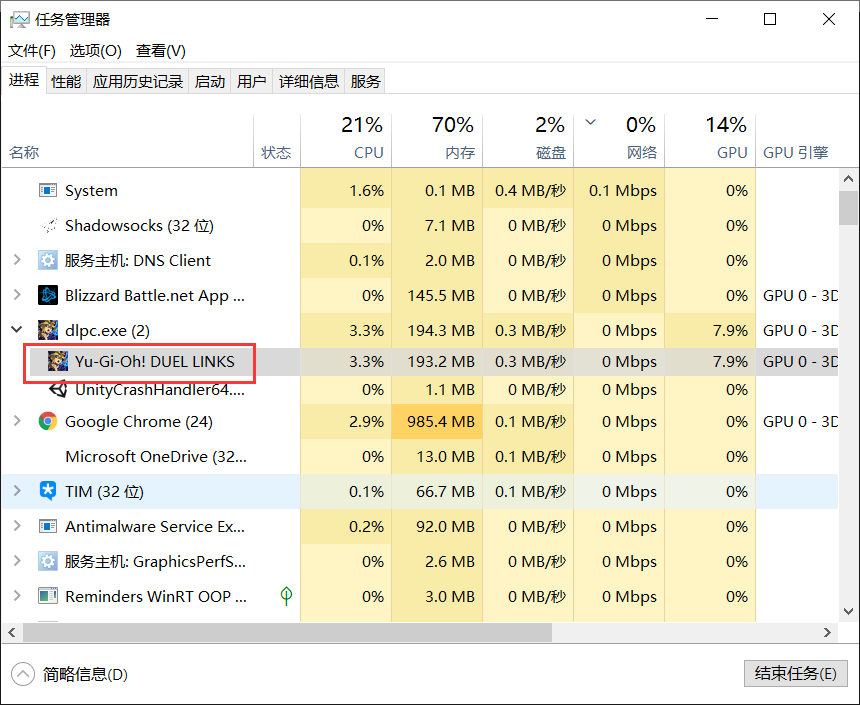 任务管理器
文件(F) 选项(O) 查看(V)
进程 性能 应用历史记录 启动 用户 详细信息 服务
21% 70% 2% 0% 14%
名称 状态 CPU 内存 磁盘 网络 GPU GPU 引擎
System 1.6% 0.1 MB 0.4 MB/秒 0.1 Mbps 0%
Shadowsocks (32 位) 0% 7.1 MB 0 MB/秒 0 Mbps 0%
服务主机: DNS Client 0.1% 2.0 MB 0 MB/秒 0 Mbps 0%
Blizzard Battle.net App ... 0% 145.5 MB 0 MB/秒 0 Mbps 0% GPU 0 - 3D
dlpc.exe (2) 3.3% 194.3 MB 0.3 MB/秒 0 Mbps 7.9% GPU 0 - 3D
Yu-Gi-Oh! DUEL LINKS 3.3% 193.2 MB 0.3 MB/秒 0 Mbps 7.9% GPU 0 - 3D
UnityCrashHandler64.... 0% 1.1 MB 0 MB/秒 0 Mbps 0%
Google Chrome (24) 2.9% 985.4 MB 0.1 MB/秒 0 Mbps 0% GPU 0 - 3D
Microsoft OneDrive (32... 0% 13.0 MB 0.1 MB/秒 0 Mbps 0%
TIM (32 位) 0.1% 66.7 MB 0.1 MB/秒 0 Mbps 0%
Antimalware Service Ex... 0.2% 92.0 MB 0 MB/秒 0 Mbps 0%
服务主机: GraphicsPerfS... 0% 2.6 MB 0 MB/秒 0 Mbps 0%
Reminders WinRT OOP ... 0% 3.0 MB 0 MB/秒 0 Mbps 0%
简略信息(D) 结束任务(E)